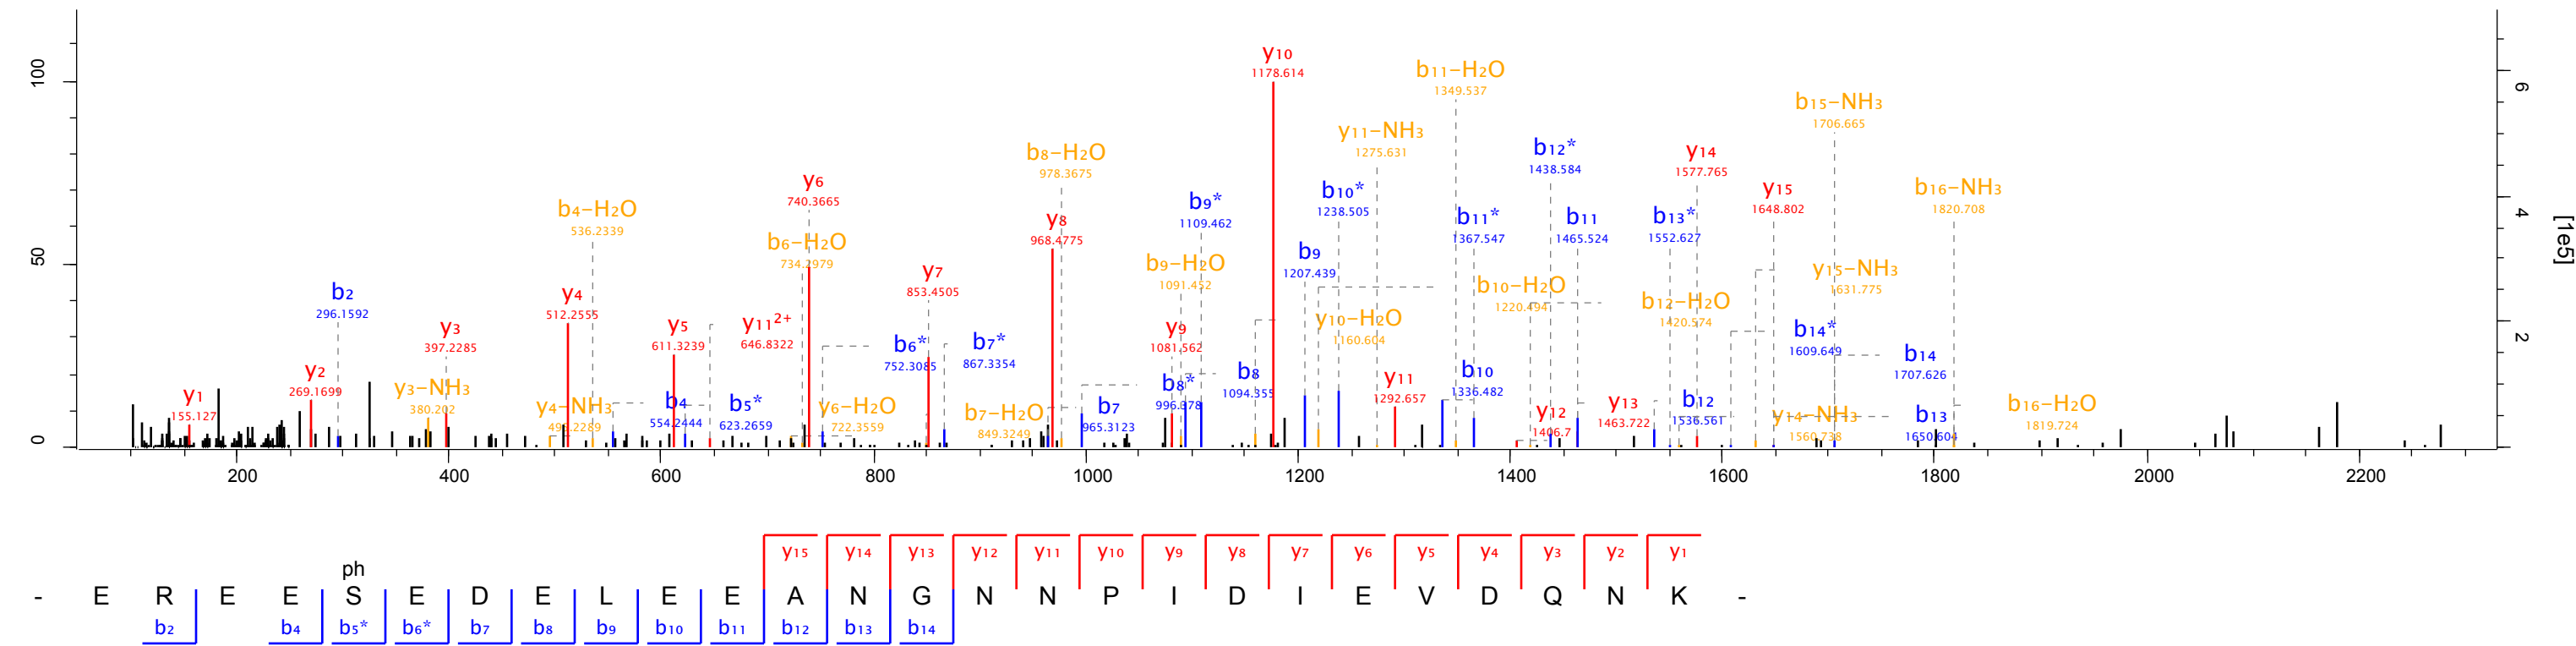 100
50
0
6
4
2
[1e5]
y10
1178.614
b11–H2O
1349.537
b15–NH3
1706.665
y11–NH3
1275.631
b8–H2O
978.3675
b12*
1438.584
y14
1577.765
y6
740.3665
b9*
1109.462
b10*
1238.505
y15
1648.802
b16–NH3
1820.708
b4–H2O
536.2339
y8
968.4775
b11*
1367.547
b11
1465.524
b13*
1552.627
b6–H2O
734.2979
b9
1207.439
b9–H2O
1091.452
y7
853.4505
y15–NH3
1631.775
b2
296.1592
y4
512.2555
b10–H2O
1220.494
b12–H2O
1420.574
y3
397.2285
y5
611.3239
y11 2+
646.8322
y9
1081.562
y10–H2O
1160.604
b6*
752.3085
b7*
867.3354
b14*
1609.649
b14
1707.626
y2
269.1699
y3–NH3
380.202
b8*
996.378
b8
1094.355
y11
1292.657
b10
1336.482
y1
155.127
y4–NH3
495.2289
b4
554.2444
b5*
623.2659
y6–H2O
722.3559
b7–H2O
849.3249
b7
965.3123
y12
1406.7
y13
1463.722
b12
1536.561
y14–NH3
1560.738
b13
1650.604
b16–H2O
1819.724
200 400 600 800 1000 1200 1400 1600 1800 2000 2200
y15 y14 y13 y12 y11 y10 y9 y8 y7 y6 y5 y4 y3 y2 y1
ph
- E R E E S E D E L E E A N G N N P I D I E V D Q N K -
b2 b4 b5* b6* b7 b8 b9 b10 b11 b12 b13 b14